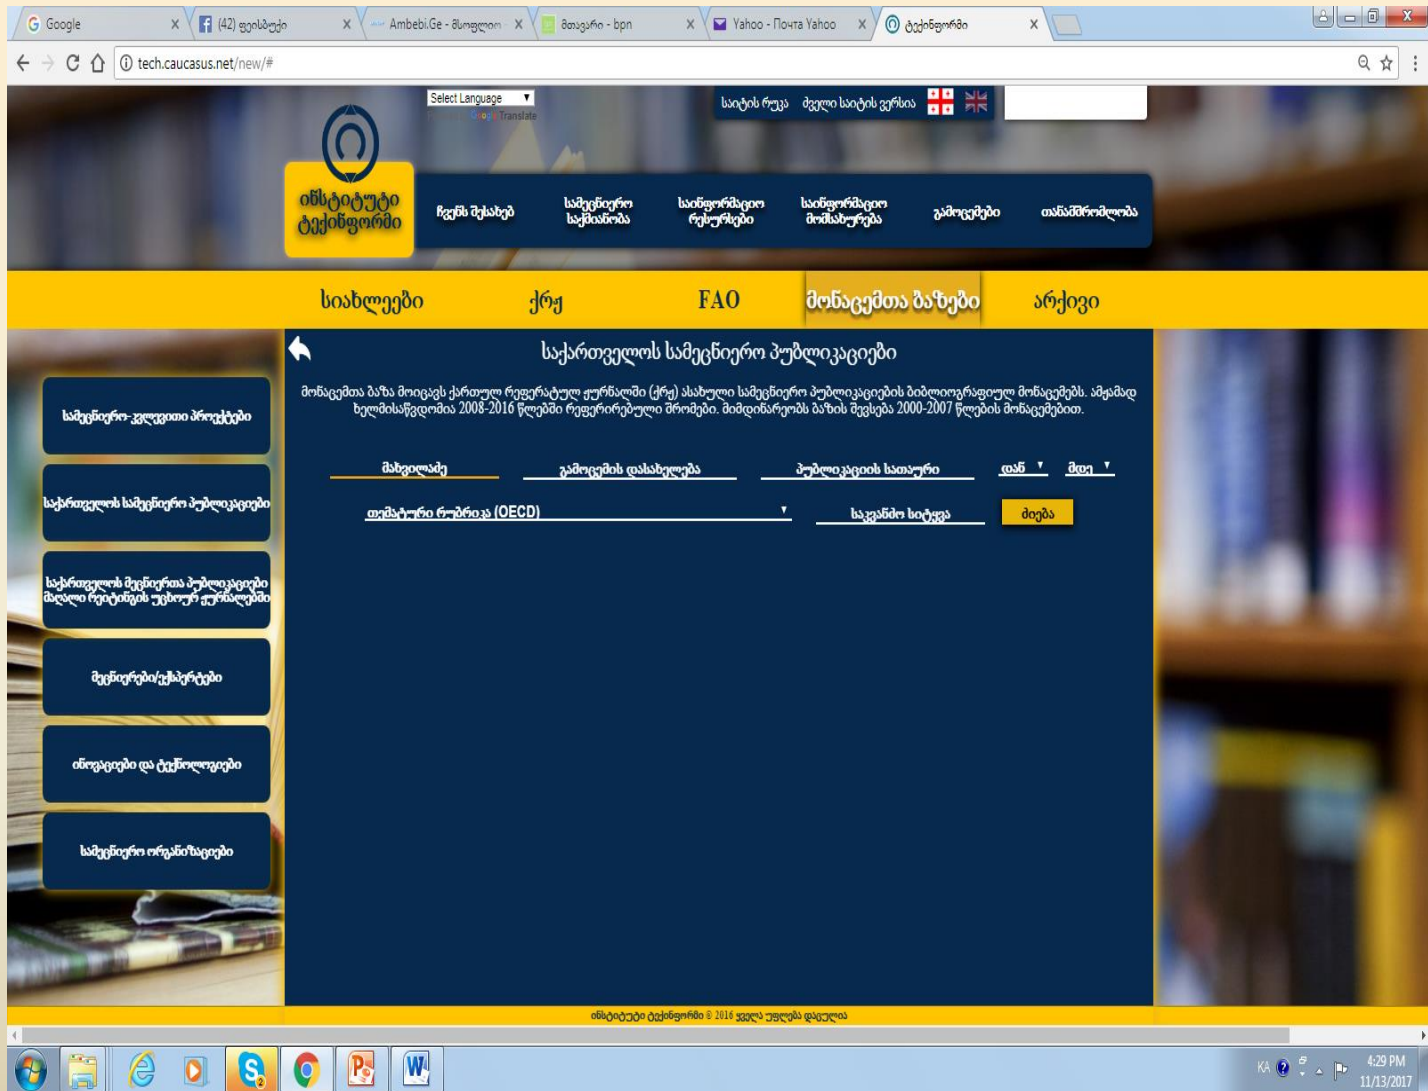 Google
(42) ფეისბუქი
Ambebi.Ge - მსოფლიო
მთავარი - bpn
Yahoo - Почта Yahoo
ტექინფორმი
tech.caucasus.net/new/#
Select Language
Google Translate
საიტის რუკა ძველი საიტის ვერსია
ინსტიტუტი
ტექინფორმი
ჩვენს შესახებ
სამეცნიერო
საქმიანობა
საინფორმაციო
რესურსები
საინფორმაციო
მომსახურება
გამოცემები
თანამშრომლობა
სიახლეები ქრჟ FAO მონაცემთა ბაზები არქივი
საქართველოს სამეცნიერო პუბლიკაციები
მონაცემთა ბაზა მოიცავს ქართულ რეფერატულ ჟურნალში (ქრჟ) ასახული სამეცნიერო პუბლიკაციების ბიბლიოგრაფიულ მონაცემებს. ამჟამად
ხელმისაწვდომია 2008-2016 წლებში რეფერირებული შრომები. მიმდინარეობს ბაზის შევსება 2000-2007 წლების მონაცემებით.
მახვილაძე გამოცემის დასახელება პუბლიკაციის სათაური დან მდე
თემატური რუბრიკა (OECD) საკვანძო სიტყვა ძიება
სამეცნიერო-კვლევითი პროექტები
საქართველოს სამეცნიერო პუბლიკაციები
საქართველოს მეცნიერთა პუბლიკაციები
მაღალი რეიტინგის უცხოურ ჟურნალებში
მეცნიერები/ექსპერტები
ინოვაციები და ტექნოლოგიები
სამეცნიერო ორგანიზაციები
ინსტიტუტი ტექინფორმი © 2016 ყველა უფლება დაცულია
KA
4:29 PM
11/13/2017